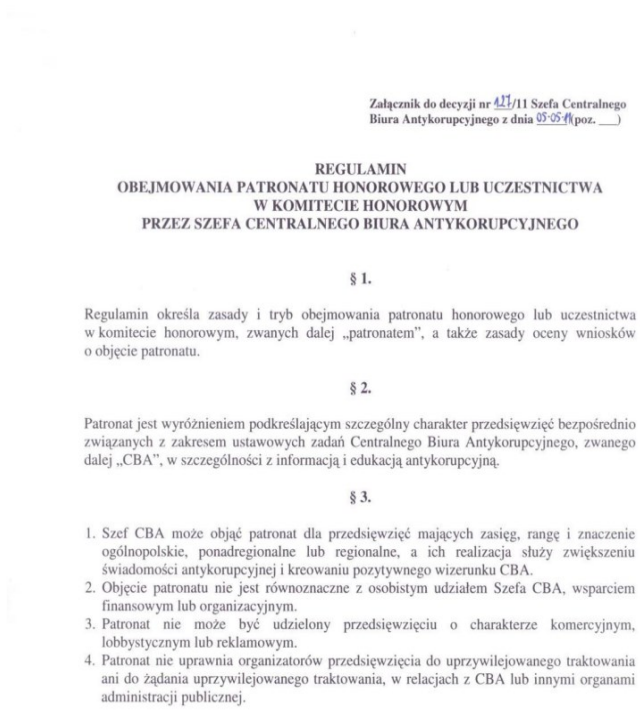 Załącznik do decyzji nr 127/11 Szefa Centralnego
Biura Antykorupcyjnego z dnia 05-05-11(poz. ___)
REGULAMIN
OBEJMOWANIA PATRONATU HONOROWEGO LUB UCZESTNICTWA
W KOMITECIE HONOROWYM
PRZEZ SZEFA CENTRALNEGO BIURA ANTYKORUPCYJNEGO
§ 1.
Regulamin określa zasady i tryb obejmowania patronatu honorowego lub uczestnictwa
w komitecie honorowym, zwanych dalej „patronatem”, a także zasady oceny wniosków
o objęcie patronatu.
§ 2.
Patronat jest wyróżnieniem podkreślającym szczególny charakter przedsięwzięć bezpośrednio
związanych z zakresem ustawowych zadań Centralnego Biura Antykorupcyjnego, zwanego
dalej „CBA”, w szczególności z informacją i edukacją antykorupcyjną.
§ 3.
1. Szef CBA może objąć patronat dla przedsięwzięć mających zasięg, rangę i znaczenie
ogólnopolskie, ponadregionalne lub regionalne, a ich realizacja służy zwiększeniu
świadomości antykorupcyjnej i kreowaniu pozytywnego wizerunku CBA.
2. Objęcie patronatu nie jest równoznaczne z osobistym udziałem Szefa CBA, wsparciem
finansowym lub organizacyjnym.
3. Patronat nie może być udzielony przedsięwzięciu o charakterze komercyjnym,
lobbystycznym lub reklamowym.
4. Patronat nie uprawnia organizatorów przedsięwzięcia do uprzywilejowanego traktowania
ani do żądania uprzywilejowanego traktowania, w relacjach z CBA lub innymi organami
administracji publicznej.